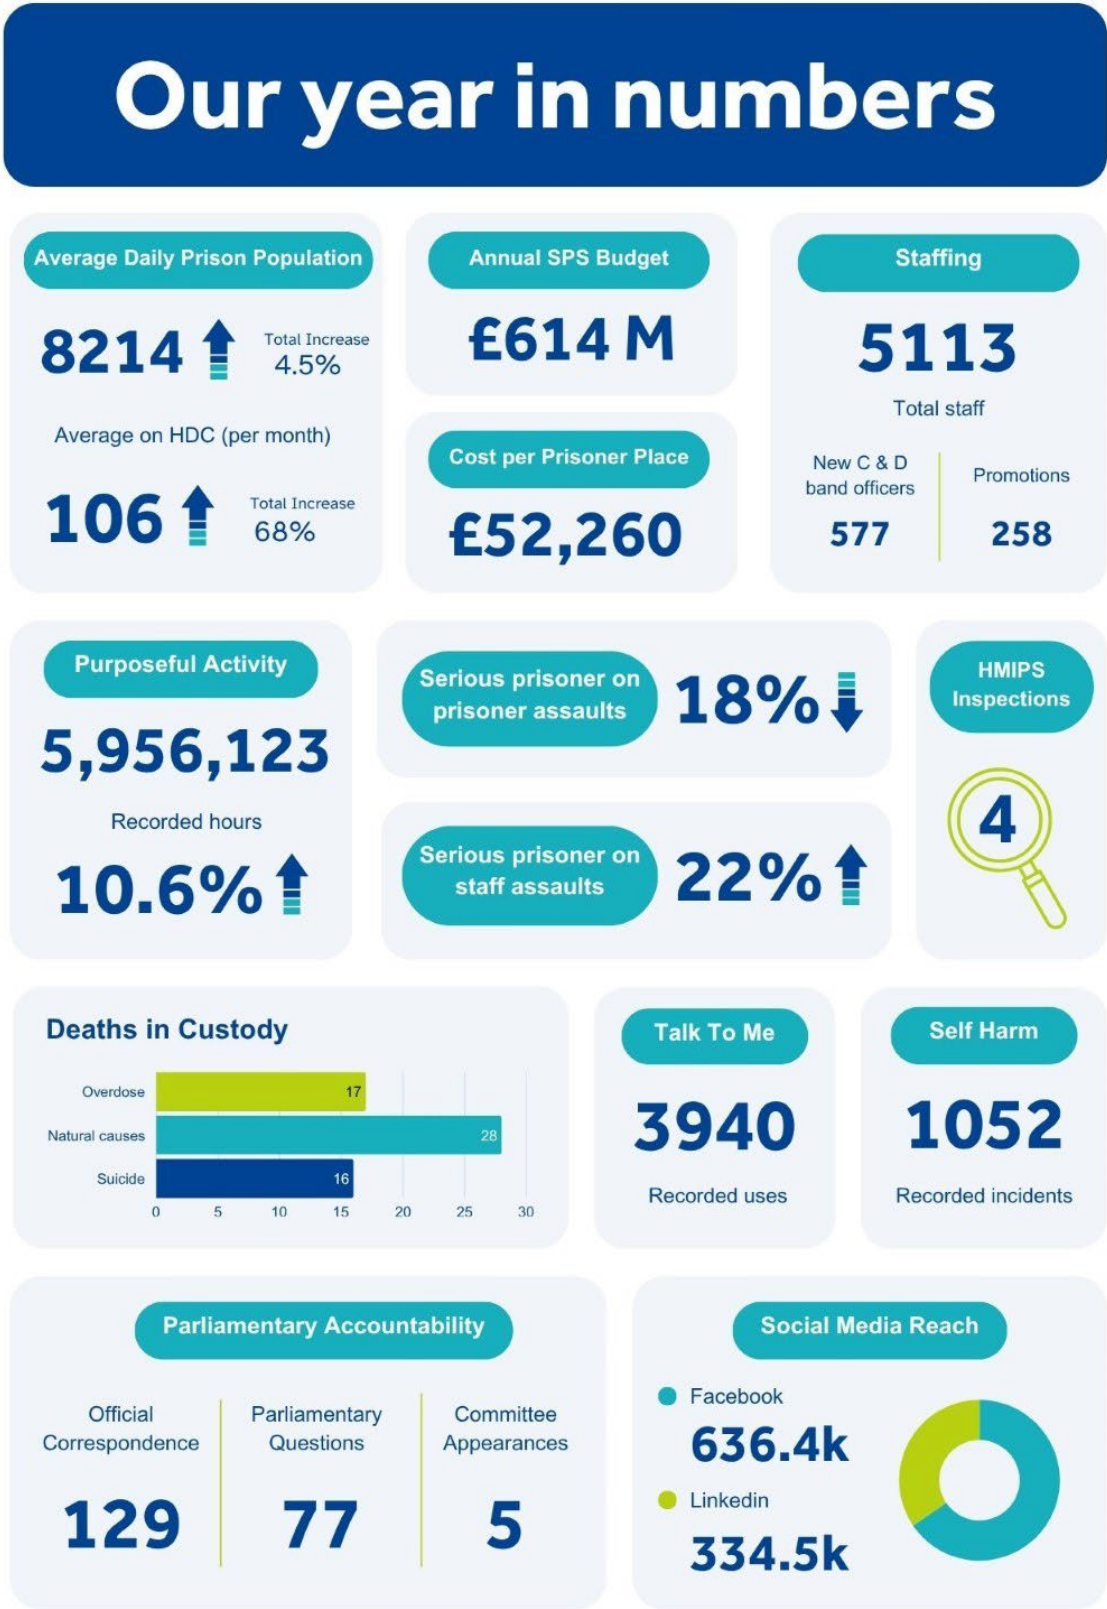 Our year in numbers
Average Daily Prison Population
8214
Total Increase
4.5%
Average on HDC (per month)
106
Total Increase
68%
Annual SPS Budget
£614 M
Cost per Prisoner Place
£52,260
Staffing
5113
Total staff
New C & D
band officers
577
Promotions
258
Purposeful Activity
5,956,123
Recorded hours
10.6%
Serious prisoner on
prisoner assaults
18%
Serious prisoner on
staff assaults
22%
HMIPS
Inspections
4
Deaths in Custody
Overdose
17
Natural causes
28
Suicide
16
0 5 10 15 20 25 30
Talk To Me
3940
Recorded uses
Self Harm
1052
Recorded incidents
Parliamentary Accountability
Official
Correspondence
129
Parliamentary
Questions
77
Committee
Appearances
5
Social Media Reach
Facebook
636.4k
Linkedin
334.5k